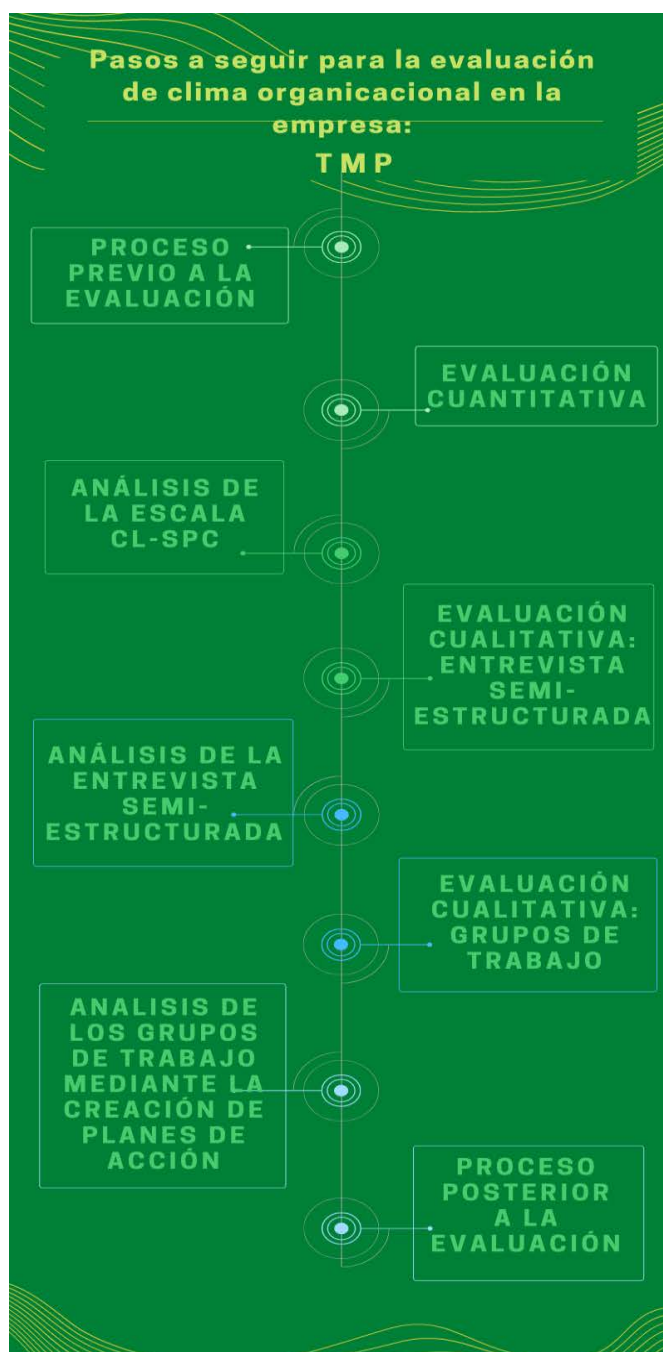 Pasos a seguir para la evaluación
de clima organicacional en la
empresa:
TMP
PROCESO
PREVIO A LA
EVALUACIÓN
EVALUACIÓN
CUANTITATIVA
ANÁLISIS DE
LA ESCALA
CL-SPC
EVALUACIÓN
CUALITATIVA:
ENTREVISTA
SEMI-
ESTRUCTURADA
ANÁLISIS DE LA
ENTREVISTA
SEMI-
ESTRUCTURADA
EVALUACIÓN
CUALITATIVA:
GRUPOS DE
TRABAJO
ANALISIS DE
LOS GRUPOS
DE TRABAJO
MEDIANTE LA
CREACIÓN DE
PLANES DE
ACCIÓN
PROCESO
POSTERIOR
A LA
EVALUACIÓN